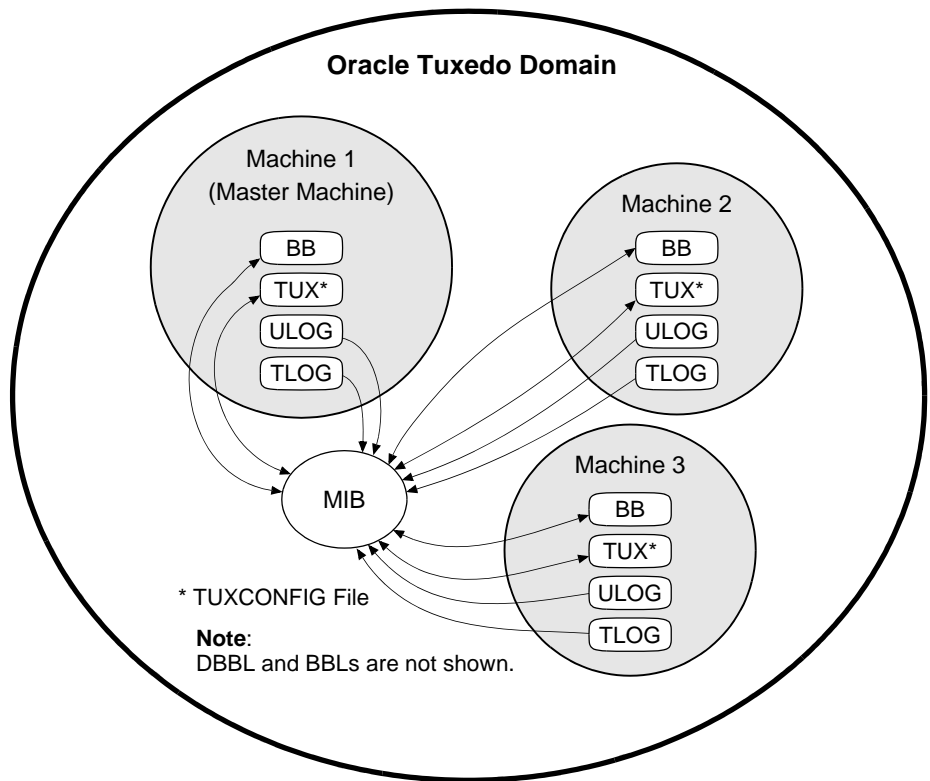 Oracle Tuxedo Domain
Machine 1
(Master Machine)
BB
TUX*
ULOG
TLOG
Machine 2
BB
TUX*
ULOG
TLOG
Machine 3
BB
TUX*
ULOG
TLOG
MIB
* TUXCONFIG File
Note:
DBBL and BBLs are not shown.